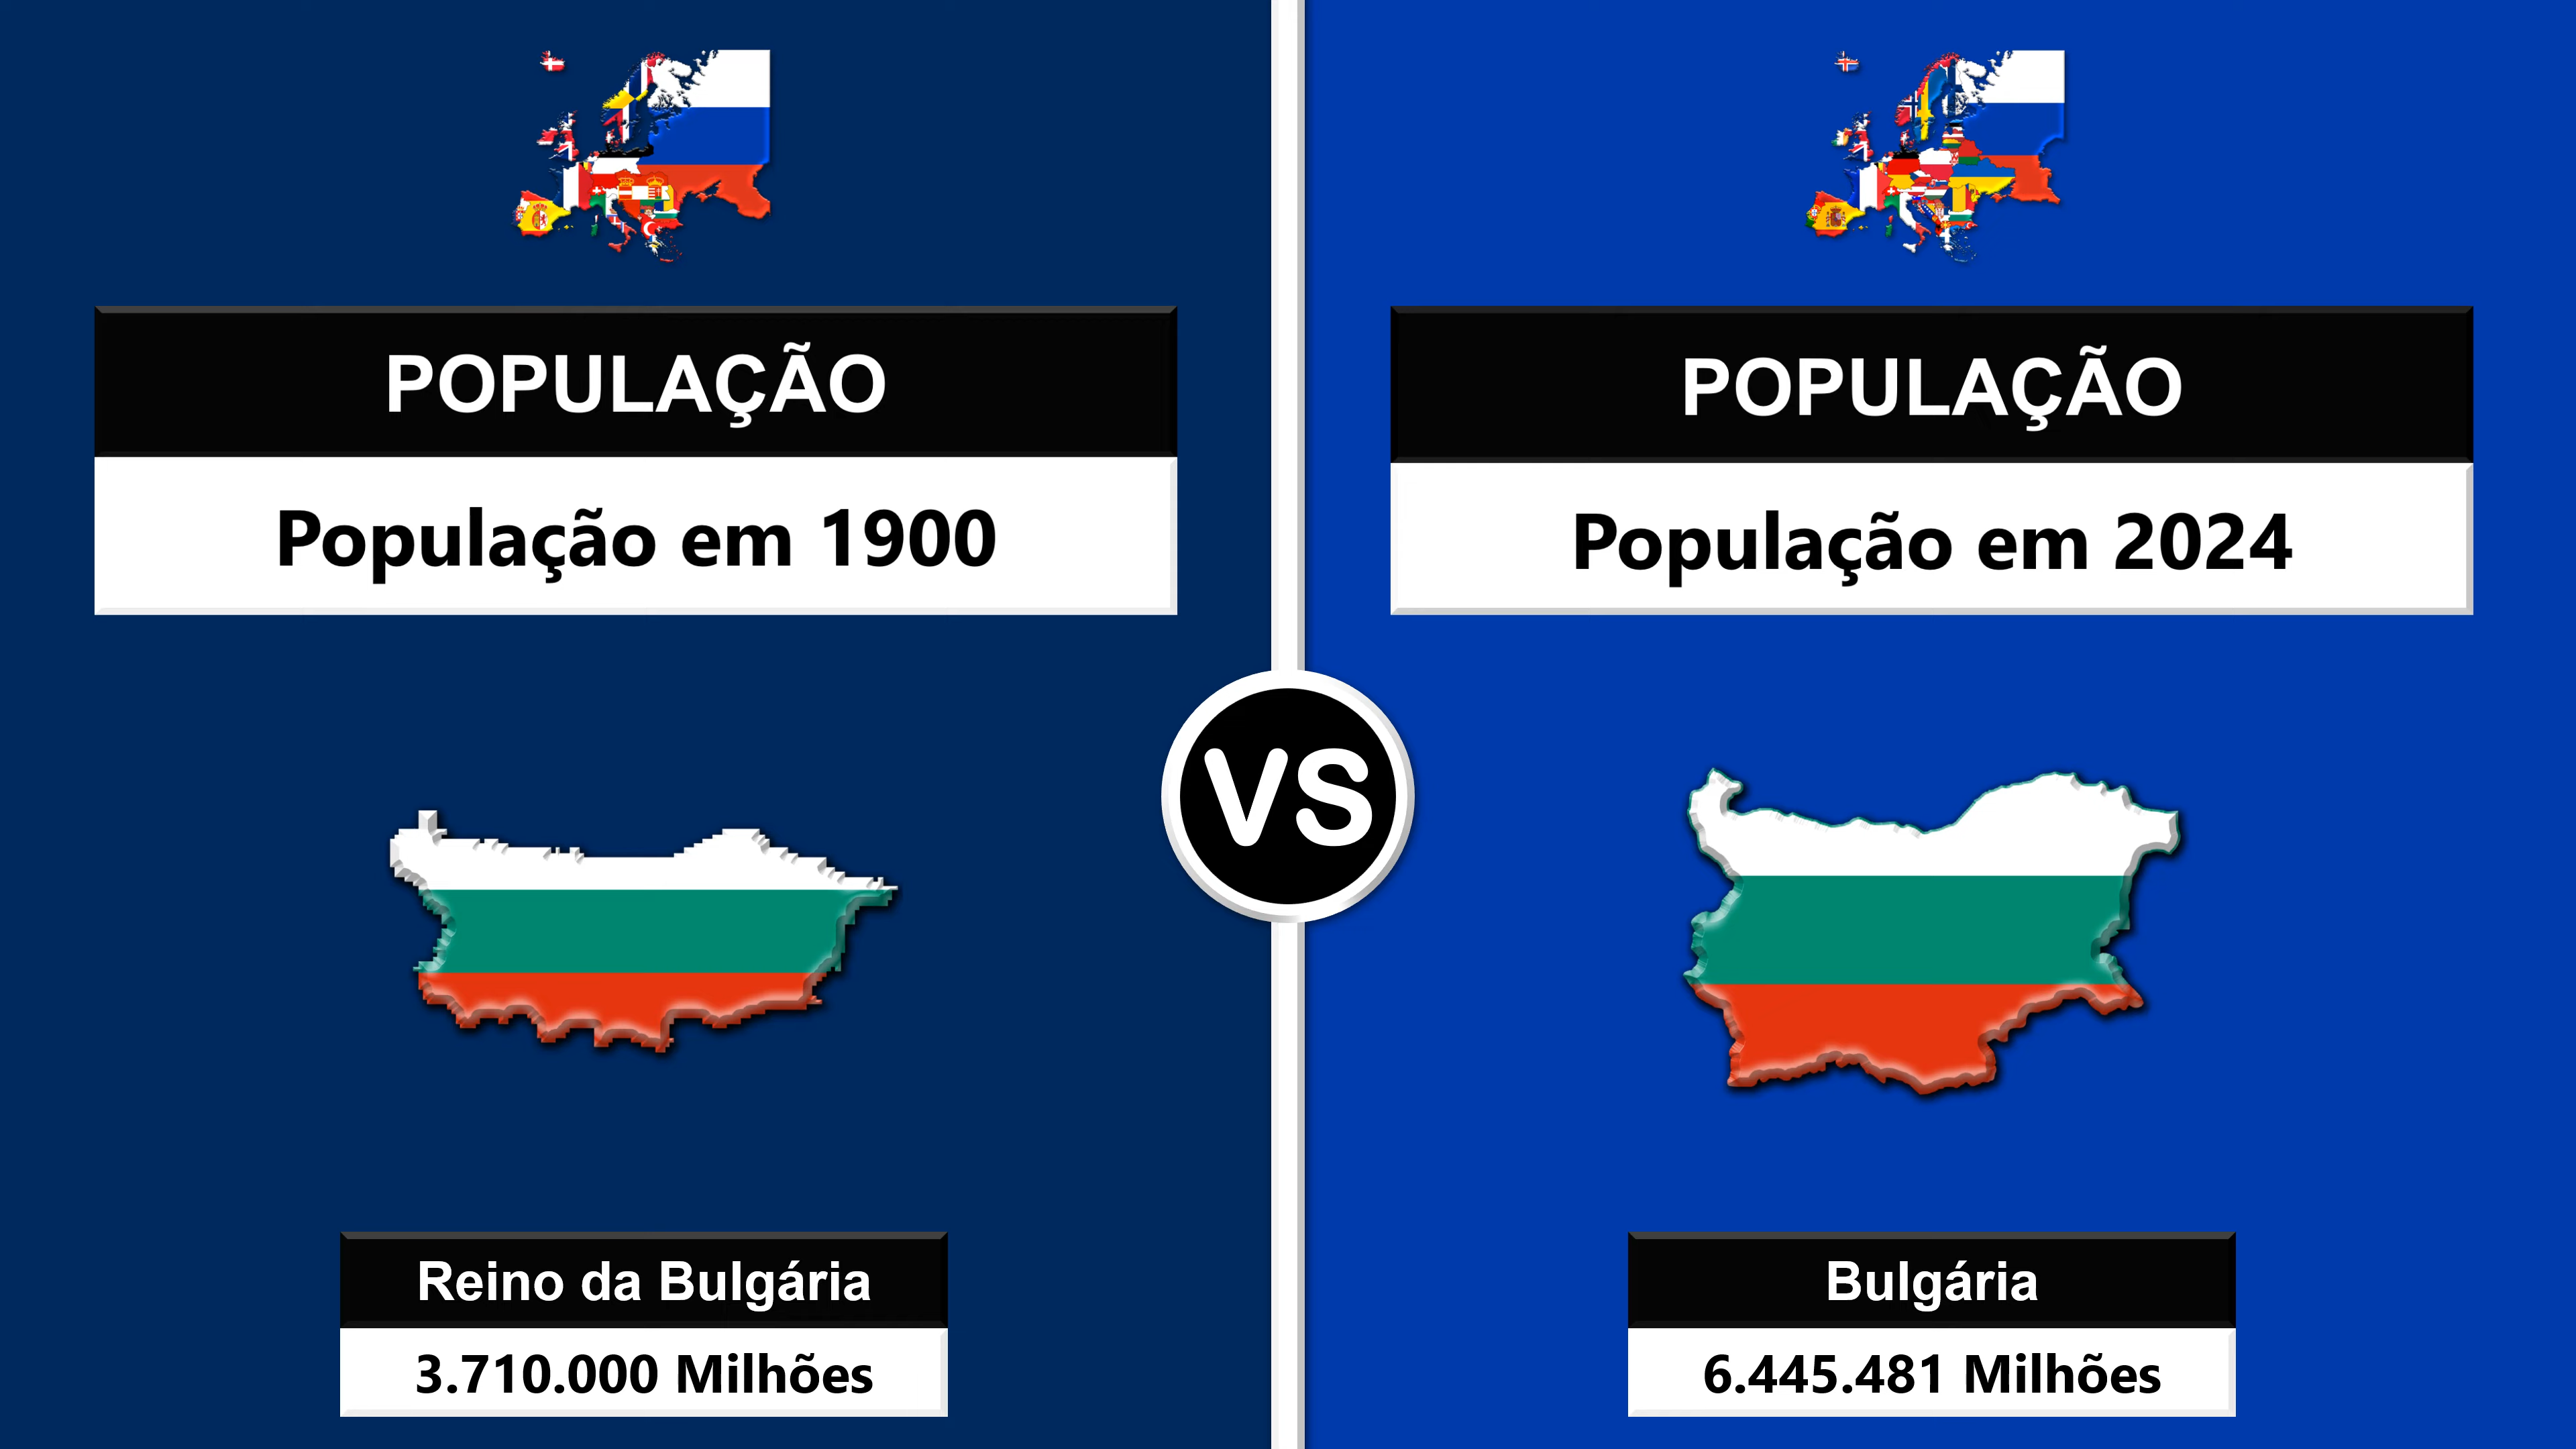 POPULAÇÃO
População em 1900
Reino da Bulgária
3.710.000 Milhões
VS
POPULAÇÃO
População em 2024
Bulgária
6.445.481 Milhões